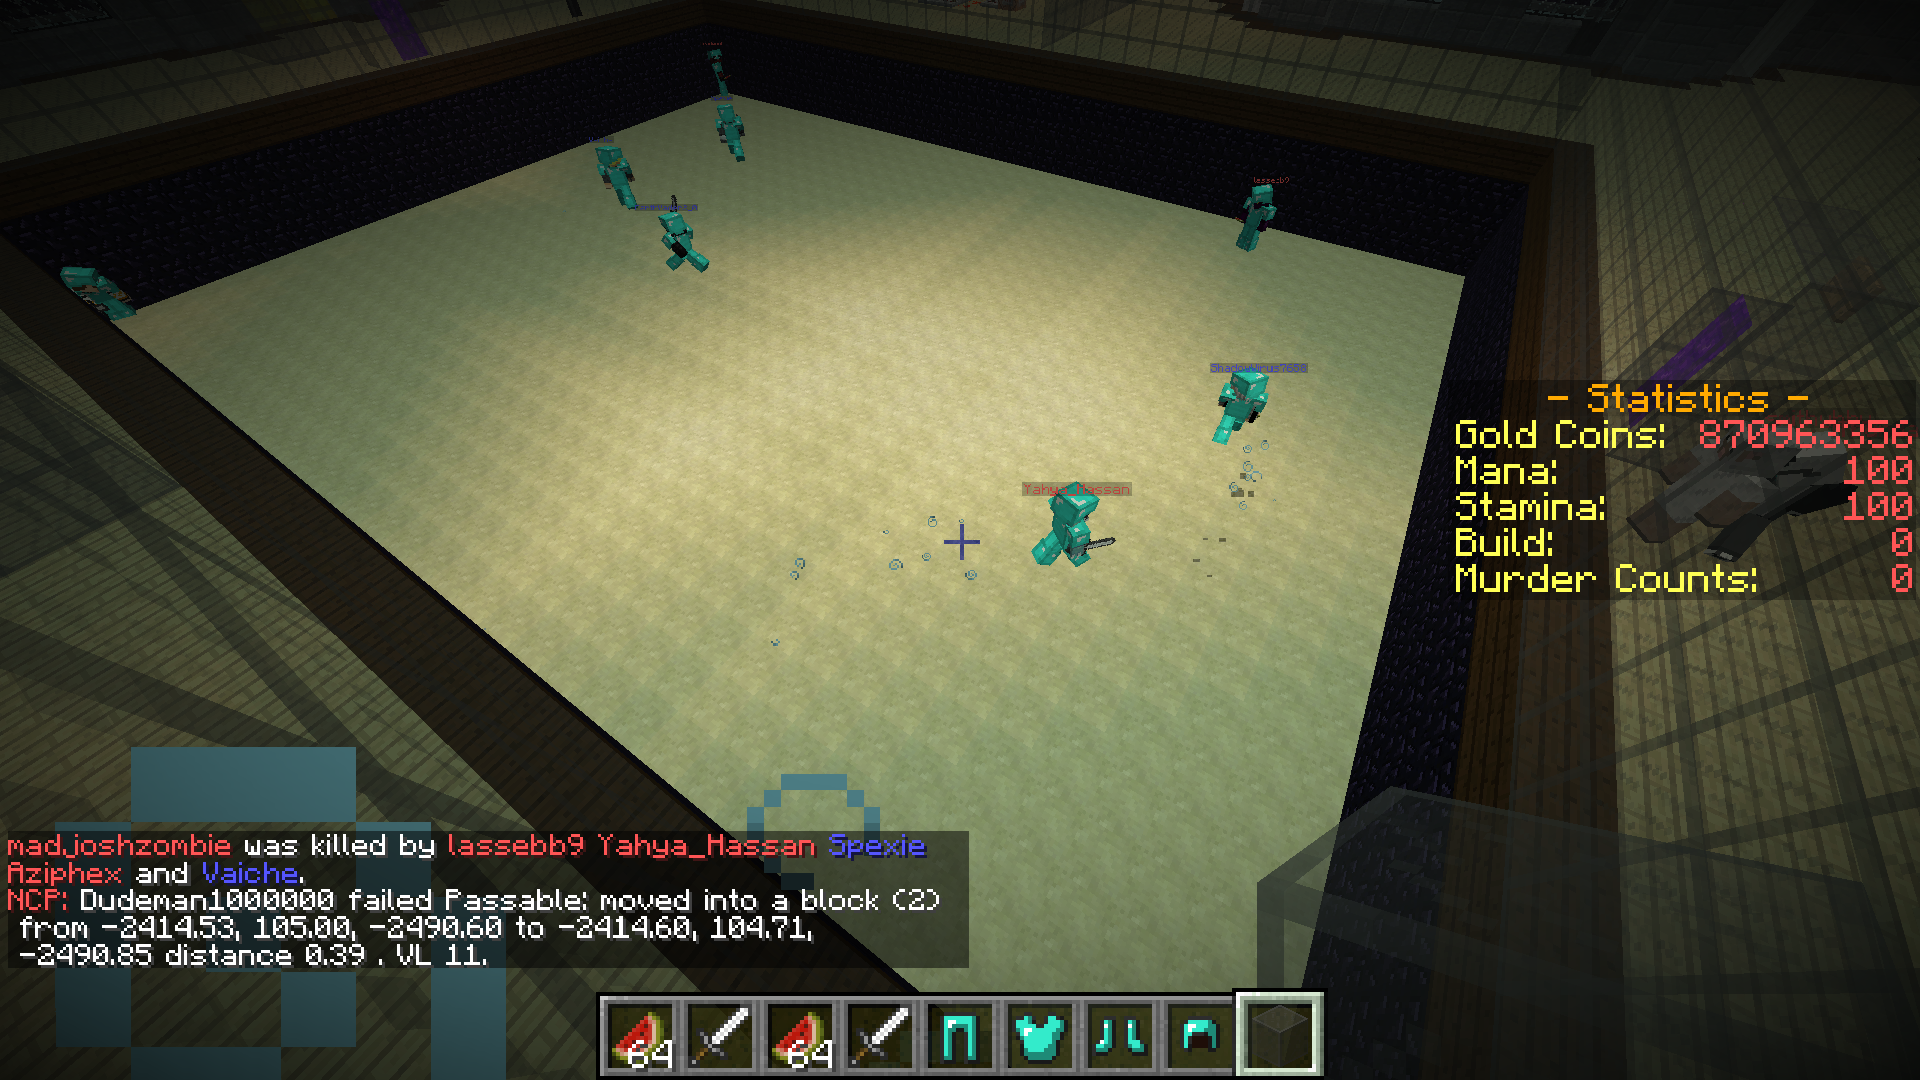 lassebb9
Yahya_Hassan
- Statistics -
Gold Coins: 870963356
Mana: 100
Stamina: 100
Build: 0
Murder Counts: 0
madjoshzombie was killed by lassebb9 Yahya_Hassan Spexie
Aziphex and Vaiche.
NCP: Dudeman1000000 failed Passable: moved into a block (2)
from -2414.53, 105.00, -2490.60 to -2414.60, 104.71,
-2490.85 distance 0.39 . VL 11.
64
64